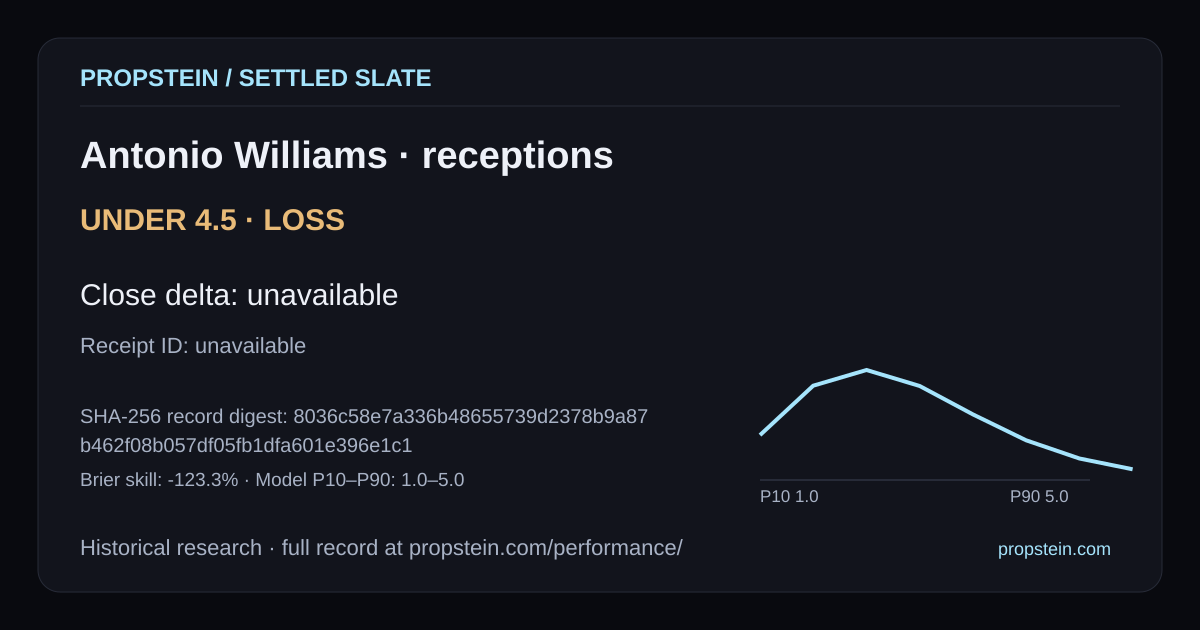 PROPSTEIN / SETTLED SLATE
Antonio Williams · receptions
UNDER 4.5 · LOSS
Close delta: unavailable
Receipt ID: unavailable
SHA-256 record digest: 8036c58e7a336b48655739d2378b9a87
b462f08b057df05fb1dfa601e396e1c1
Brier skill: -123.3% · Model P10–P90: 1.0–5.0
P10 1.0
P90 5.0
Historical research · full record at propstein.com/performance/
propstein.com